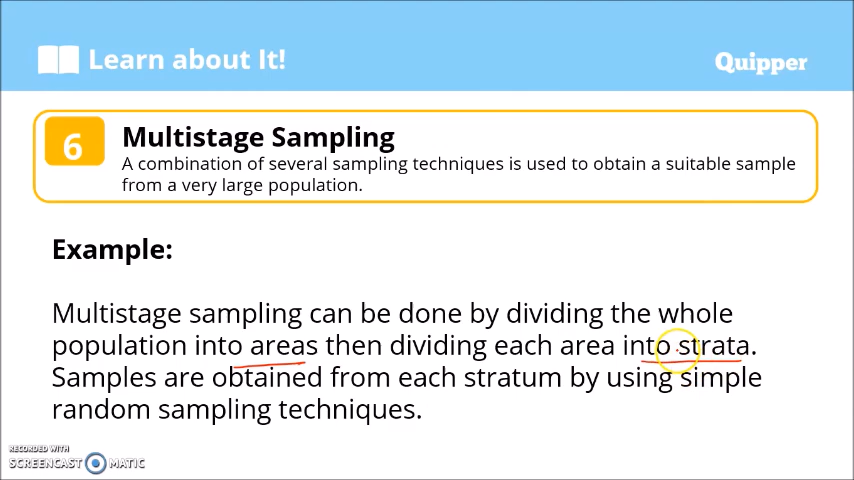 Learn about It!
Quipper
6
Multistage Sampling
A combination of several sampling techniques is used to obtain a suitable sample
from a very large population.
Example:
Multistage sampling can be done by dividing the whole
population into areas then dividing each area into strata.
Samples are obtained from each stratum by using simple
random sampling techniques.
RECORDED WITH
SCREENCAST MATIC